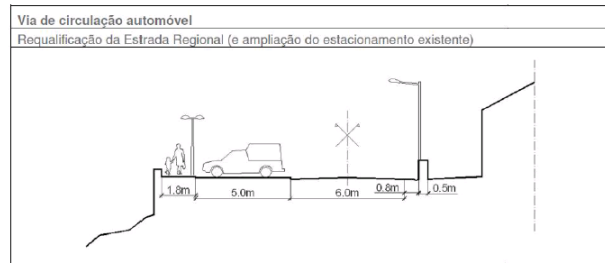 Via de circulação automóvel
Requalificação da Estrada Regional (e ampliação do estacionamento existente)
1.8m 5.0m 6.0m 0.8m 0.5m